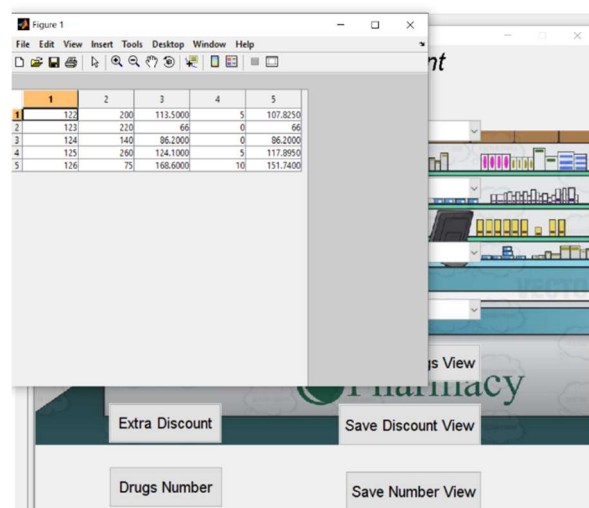 Figure 1
File Edit View Insert Tools Desktop Window Help
nt
1 2 3 4 5
1 122 200 113.5000 5 107.8250
2 123 220 66 0 66
3 124 140 86.2000 0 86.2000
4 125 260 124.1000 5 117.8950
5 126 75 168.6000 10 151.7400
VECTO
gs View
Pharmacy
Extra Discount
Save Discount View
Drugs Number
Save Number View